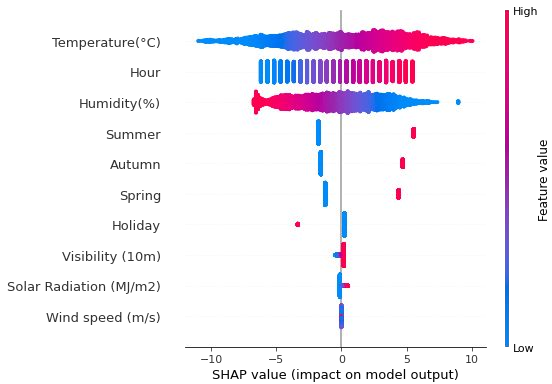 High
Temperature(°C)
Hour
Humidity(%)
Summer
Autumn
Spring
Holiday
Visibility (10m)
Solar Radiation (MJ/m2)
Wind speed (m/s)
Feature value
Low
−10
−5
0
5
10
SHAP value (impact on model output)